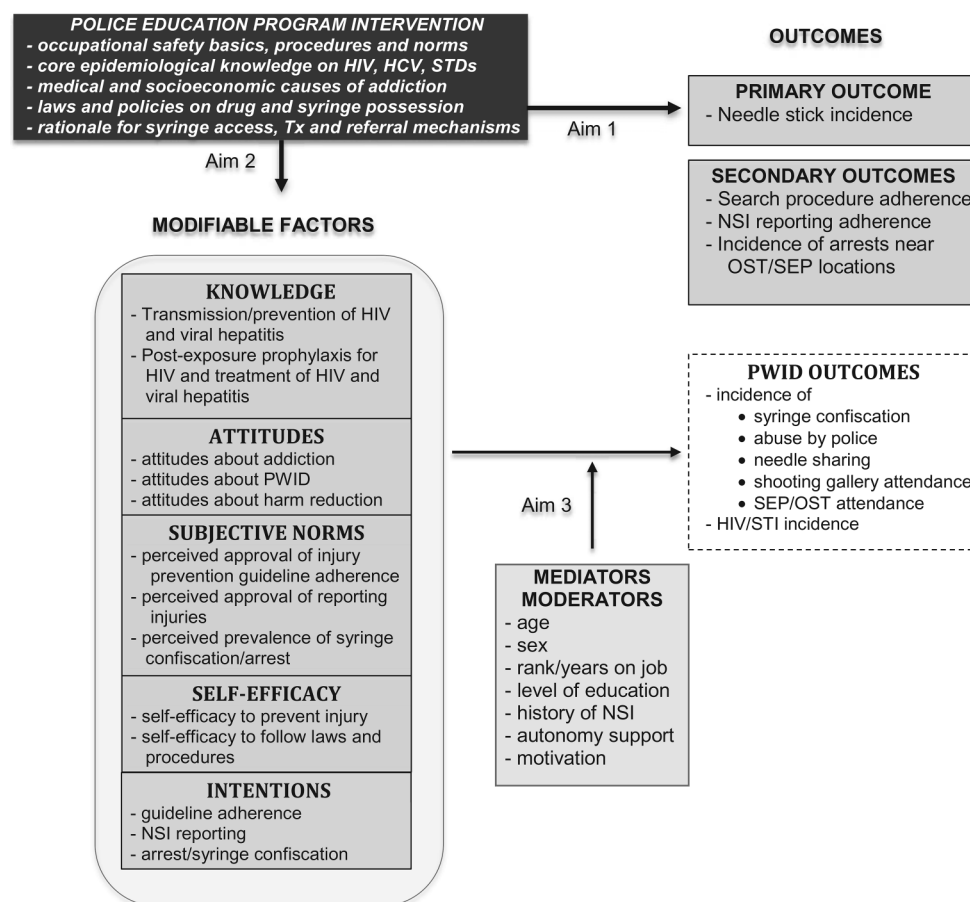 POLICE EDUCATION PROGRAM INTERVENTION
- occupational safety basics, procedures and norms
- core epidemiological knowledge on HIV, HCV, STDs
- medical and socioeconomic causes of addiction
- laws and policies on drug and syringe possession
- rationale for syringe access, Tx and referral mechanisms
Aim 1
Aim 2
OUTCOMES
PRIMARY OUTCOME
- Needle stick incidence
SECONDARY OUTCOMES
- Search procedure adherence
- NSI reporting adherence
- Incidence of arrests near
OST/SEP locations
MODIFIABLE FACTORS
KNOWLEDGE
- Transmission/prevention of HIV
and viral hepatitis
- Post-exposure prophylaxis for
HIV and treatment of HIV and
viral hepatitis
ATTITUDES
- attitudes about addiction
- attitudes about PWID
- attitudes about harm reduction
SUBJECTIVE NORMS
- perceived approval of injury
prevention guideline adherence
- perceived approval of reporting
injuries
- perceived prevalence of syringe
confiscation/arrest
SELF-EFFICACY
- self-efficacy to prevent injury
- self-efficacy to follow laws and
procedures
INTENTIONS
- guideline adherence
- NSI reporting
- arrest/syringe confiscation
Aim 3
MEDIATORS
MODERATORS
- age
- sex
- rank/years on job
- level of education
- history of NSI
- autonomy support
- motivation
PWID OUTCOMES
- incidence of
• syringe confiscation
• abuse by police
• needle sharing
• shooting gallery attendance
• SEP/OST attendance
- HIV/STI incidence